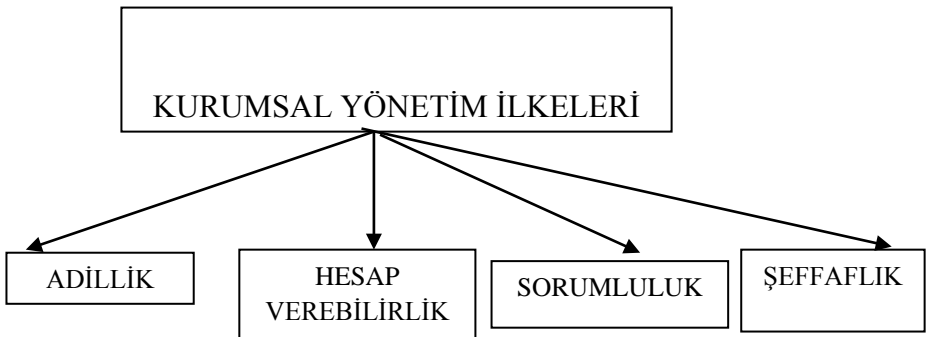 KURUMSAL YÖNETİM İLKELERİ
ADİLLİK
HESAP
VEREBİLİRLİK
SORUMLULUK
ŞEFFAFLIK